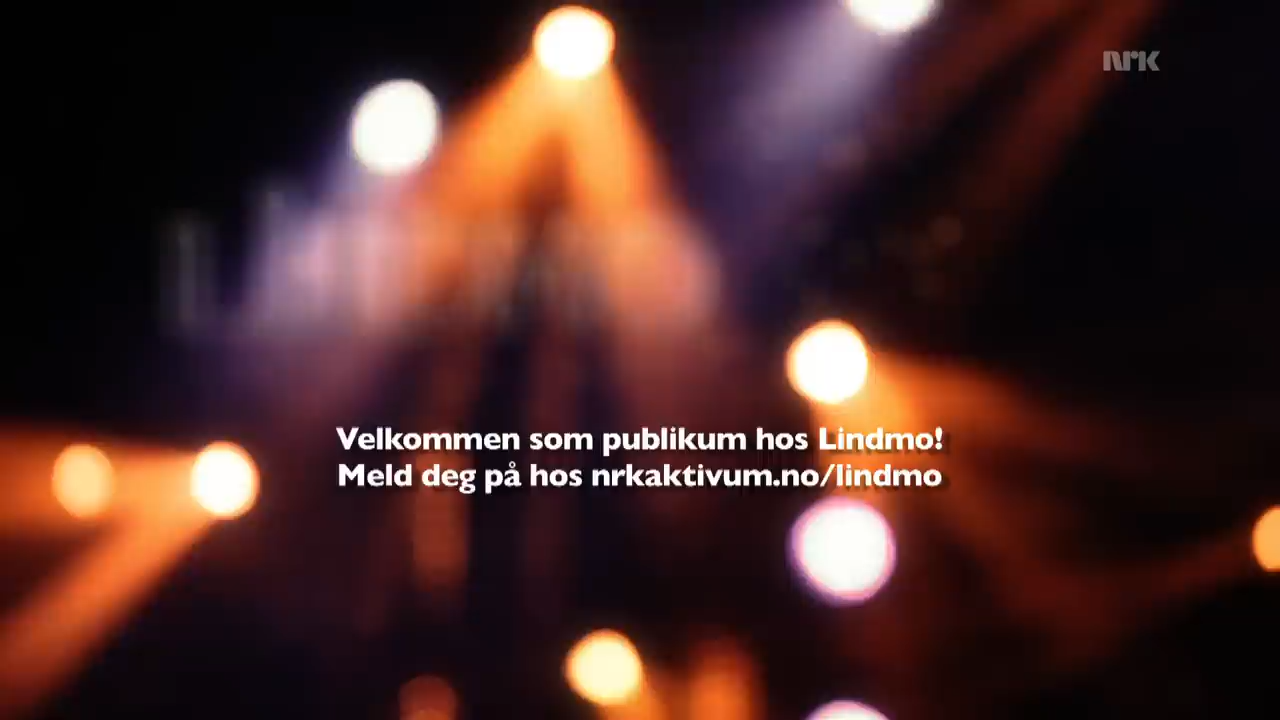 nrk
Velkommen som publikum hos Lindmo!
Meld deg på hos nrkaktivum.no/lindmo